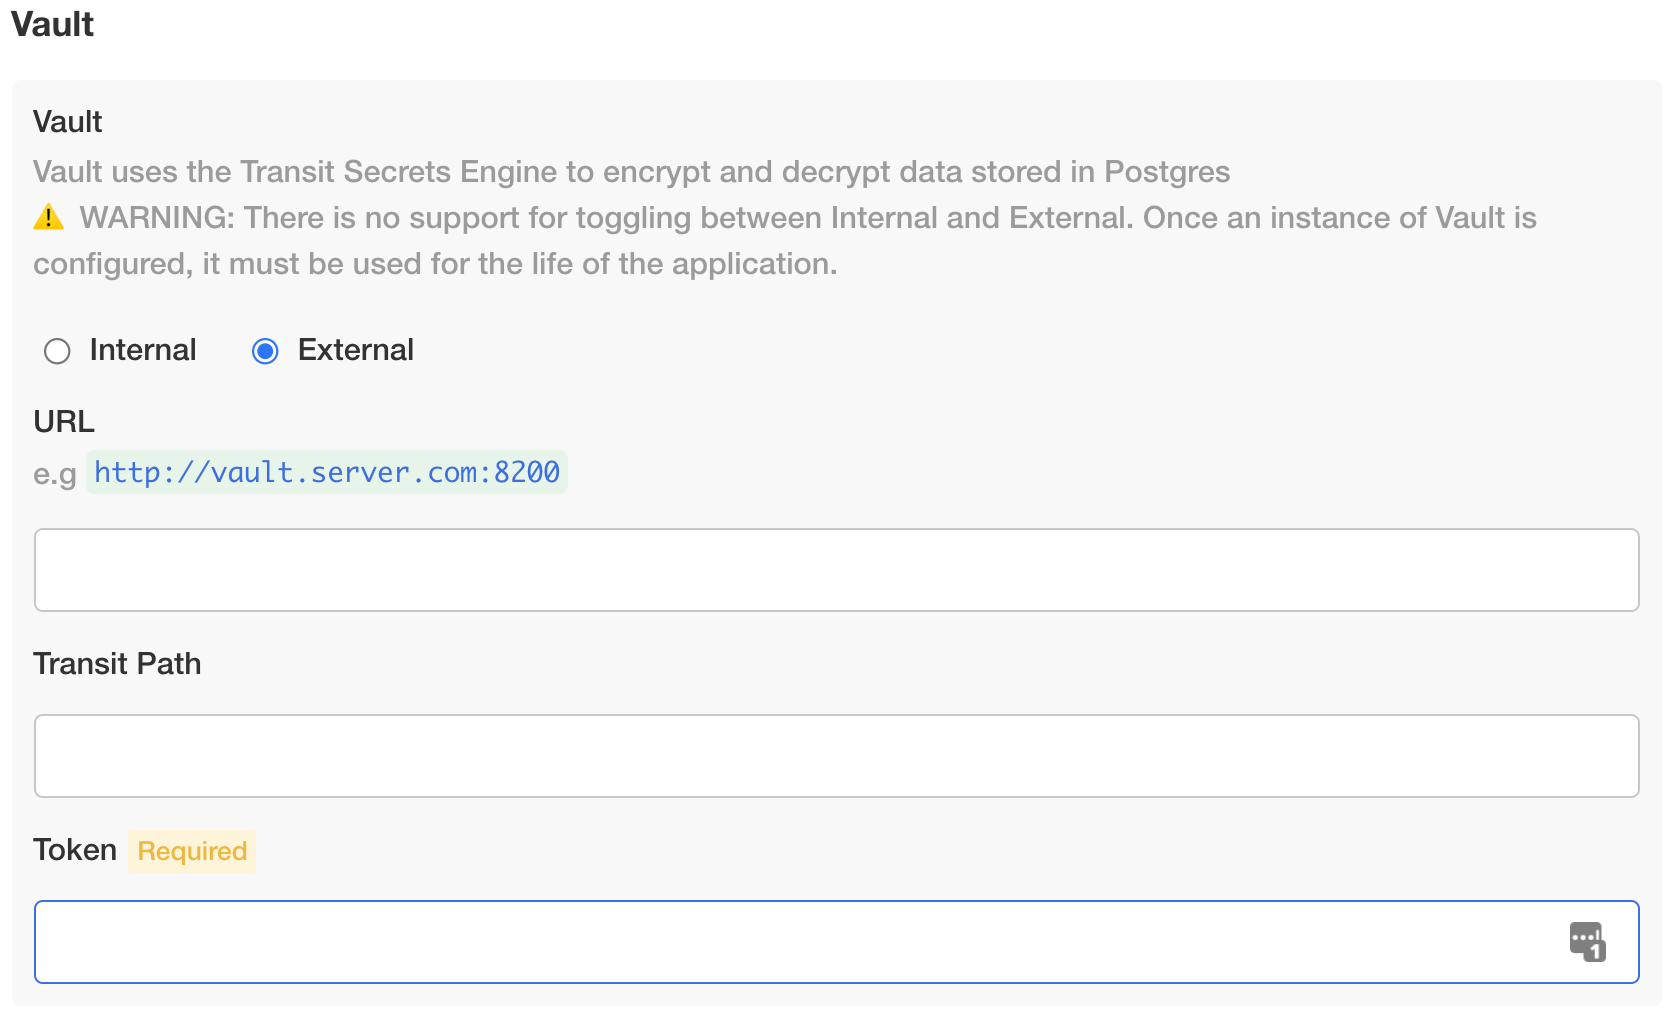 Vault
Vault
Vault uses the Transit Secrets Engine to encrypt and decrypt data stored in Postgres
⚠️ WARNING: There is no support for toggling between Internal and External. Once an instance of Vault is
configured, it must be used for the life of the application.
Internal External
URL
e.g http://vault.server.com:8200
Transit Path
Token Required
1